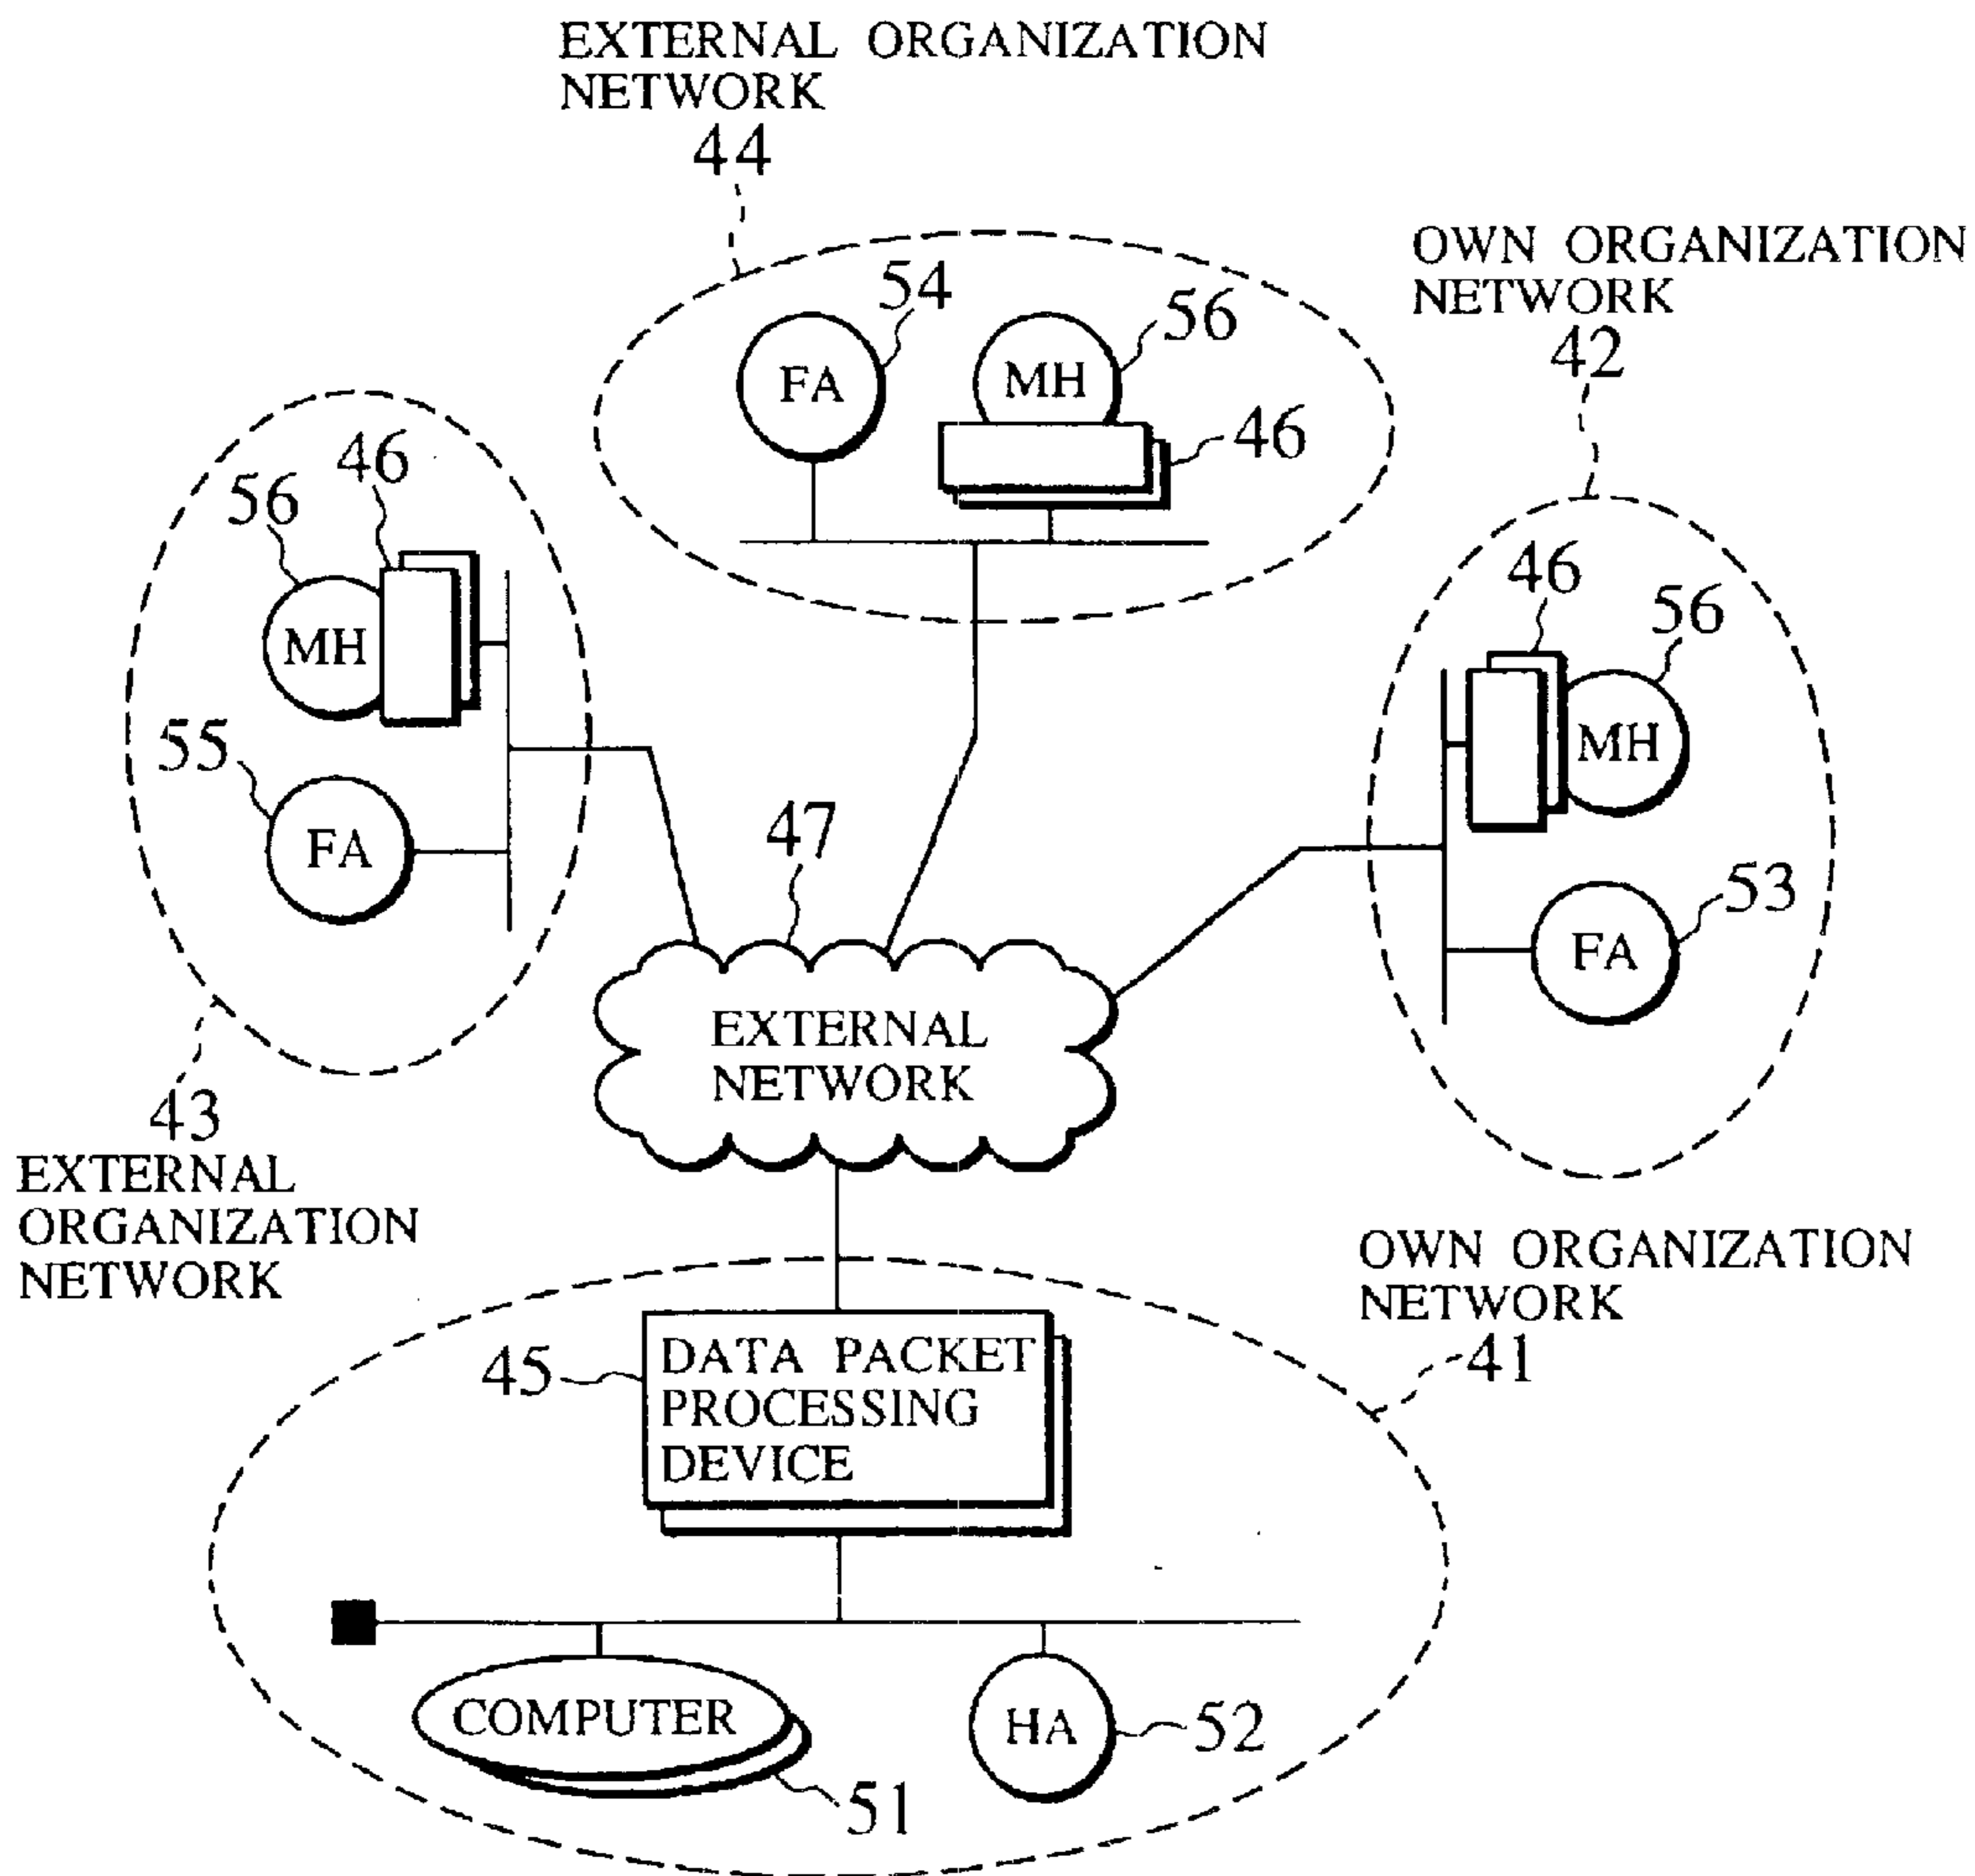 EXTERNAL ORGANIZATION
NETWORK
44
OWN ORGANIZATION
NETWORK
42
54
FA
56
MH
46
46
56
MH
55
FA
46
56
MH
53
FA
47
EXTERNAL
NETWORK
43
EXTERNAL
ORGANIZATION
NETWORK
OWN ORGANIZATION
NETWORK
41
45
DATA PACKET
PROCESSING
DEVICE
COMPUTER
51
HA
52